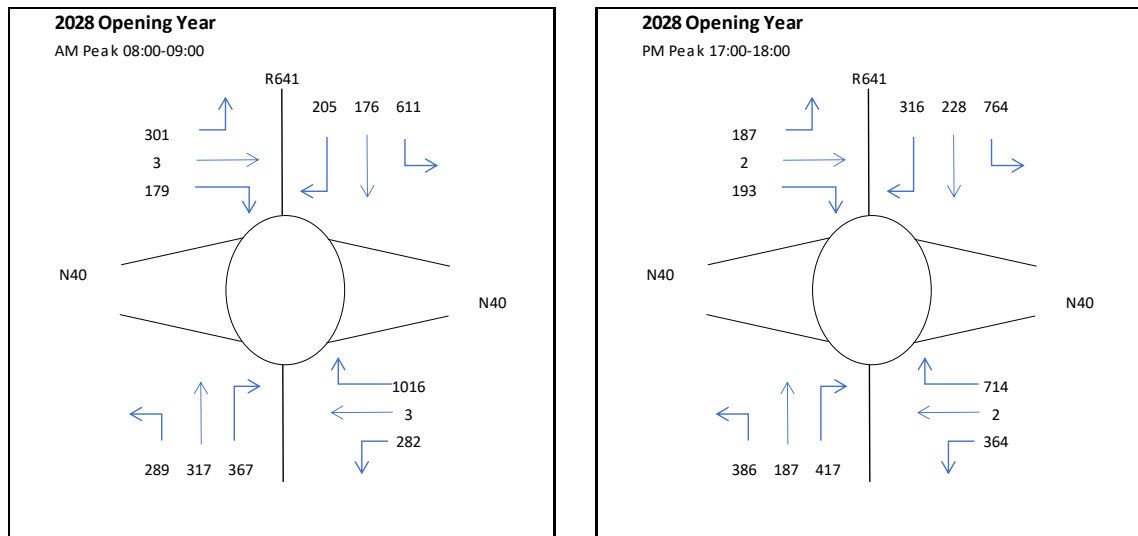 2028 Opening Year
AM Peak 08:00-09:00
R641
205 176 611
301
3
179
N40
N40
1016
3
282
289 317 367
2028 Opening Year
PM Peak 17:00-18:00
R641
316 228 764
187
2
193
N40
N40
714
2
364
386 187 417